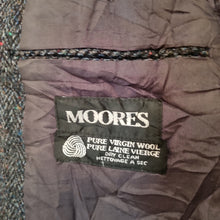 MOORES
PURE VIRGIN WOOL
PURE LAINE VIERGE
DRY CLEAN
NETTOYAGE A SEC